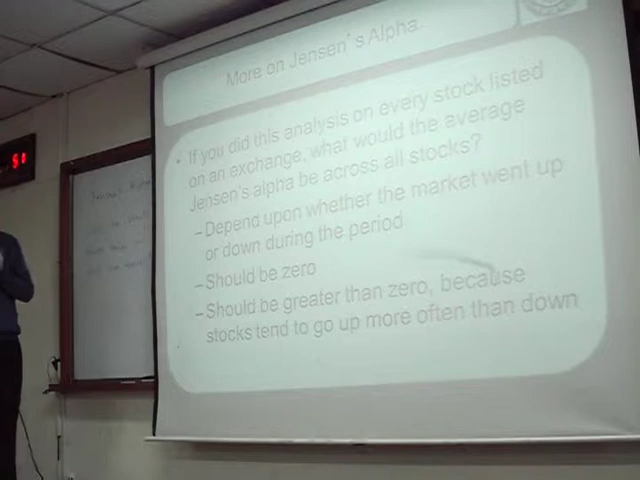 More on Jensen's Alpha.
• If you did this analysis on every stock listed
on an exchange, what would the average
Jensen's alpha be across all stocks?
– Depend upon whether the market went up
or down during the period
– Should be zero
– Should be greater than zero, because
stocks tend to go up more often than down